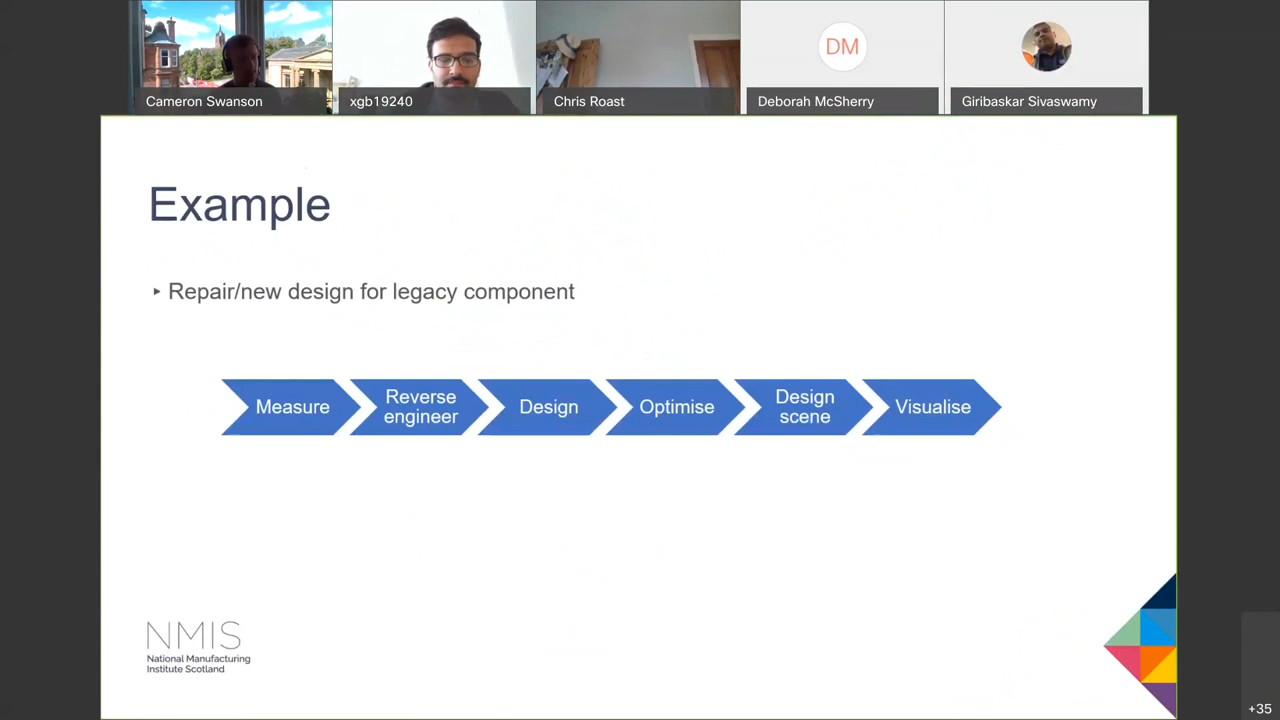 Cameron Swanson
xgb19240
Chris Roast
DM
Deborah McSherry
Giribaskar Sivaswamy
Example
Repair/new design for legacy component
Measure
Reverse
engineer
Design
Optimise
Design
scene
Visualise
NMIS
National Manufacturing
Institute Scotland
+35